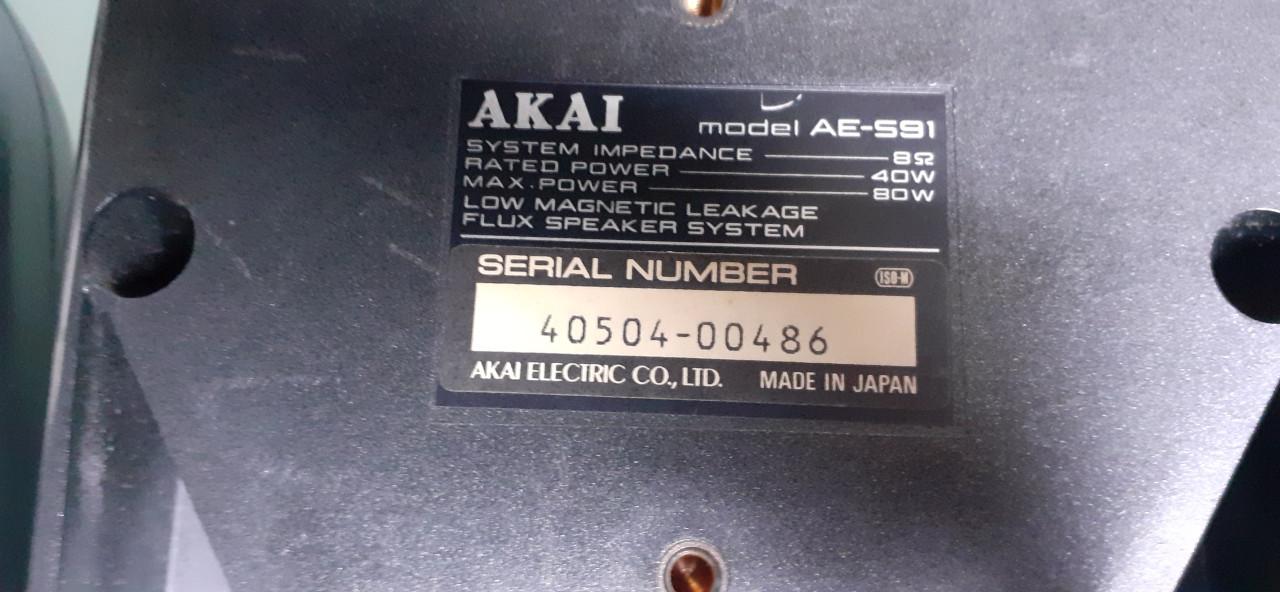 AKAI
model AE-S91
SYSTEM IMPEDANCE 8Ω
RATED POWER 40W
MAX·POWER 80W
LOW MAGNETIC LEAKAGE
FLUX SPEAKER SYSTEM
SERIAL NUMBER ISO-M
40504-00486
AKAI ELECTRIC CO., LTD. MADE IN JAPAN